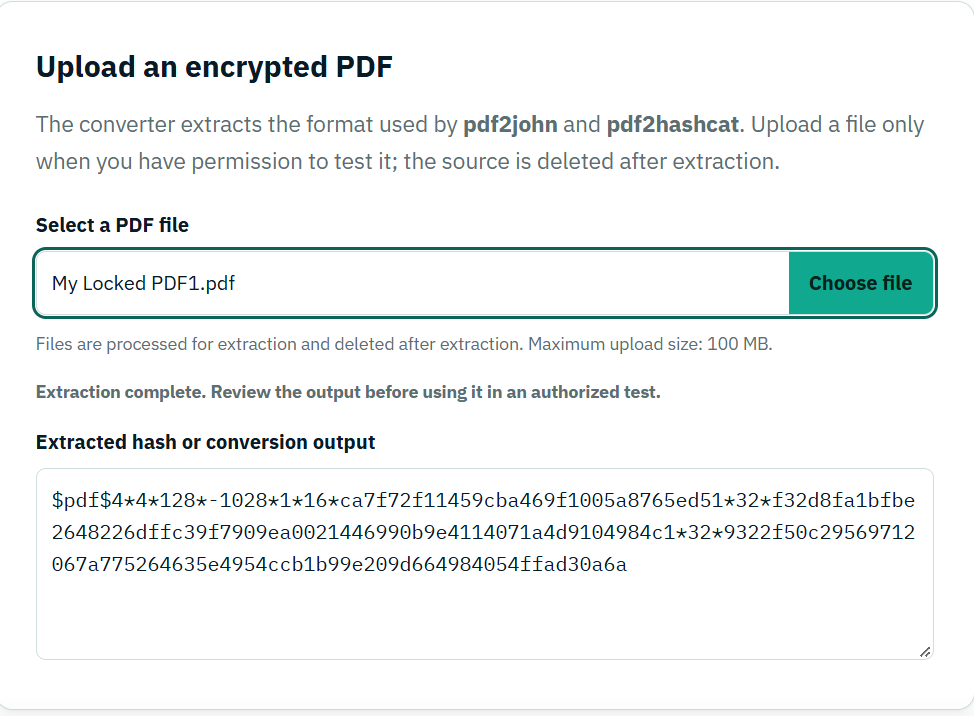 Upload an encrypted PDF
The converter extracts the format used by pdf2john and pdf2hashcat. Upload a file only
when you have permission to test it; the source is deleted after extraction.
Select a PDF file
My Locked PDF1.pdf
Choose file
Files are processed for extraction and deleted after extraction. Maximum upload size: 100 MB.
Extraction complete. Review the output before using it in an authorized test.
Extracted hash or conversion output
$pdf$4*4*128*-1028*1*16*ca7f72f11459cba469f1005a8765ed51*32*f32d8fa1bfbe
2648226dffc39f7909ea0021446990b9e4114071a4d9104984c1*32*9322f50c29569712
067a775264635e4954ccb1b99e209d664984054ffad30a6a